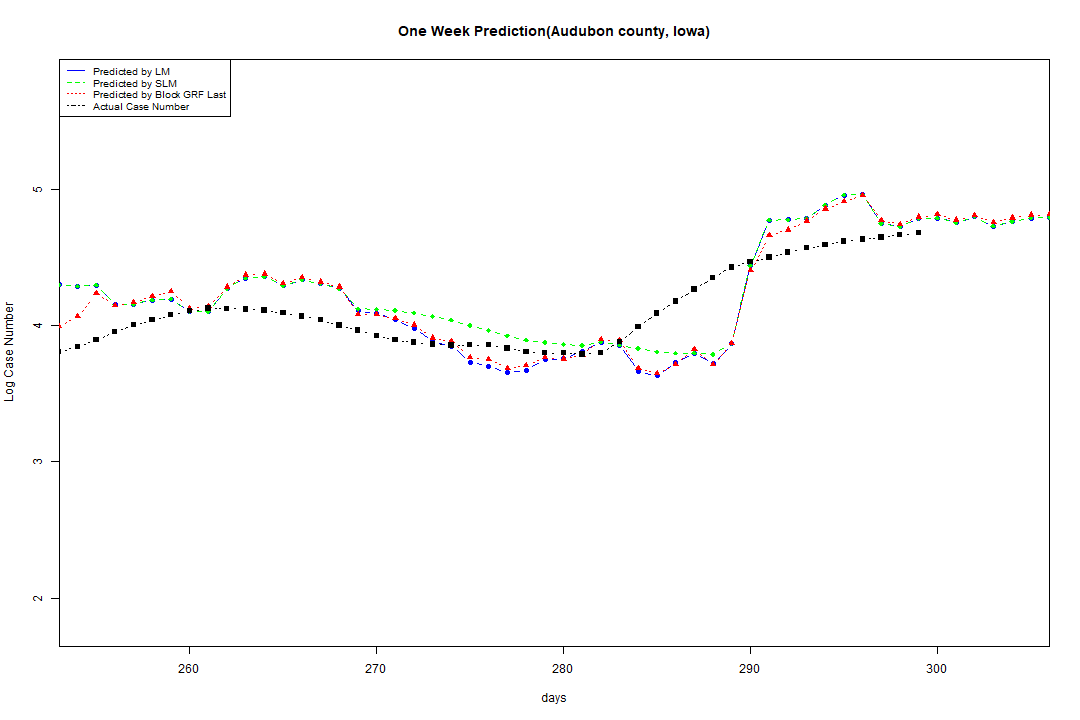 One Week Prediction(Audubon county, Iowa)
Predicted by LM
Predicted by SLM
Predicted by Block GRF Last
Actual Case Number
5
4
3
2
Log Case Number
260 270 280 290 300
days